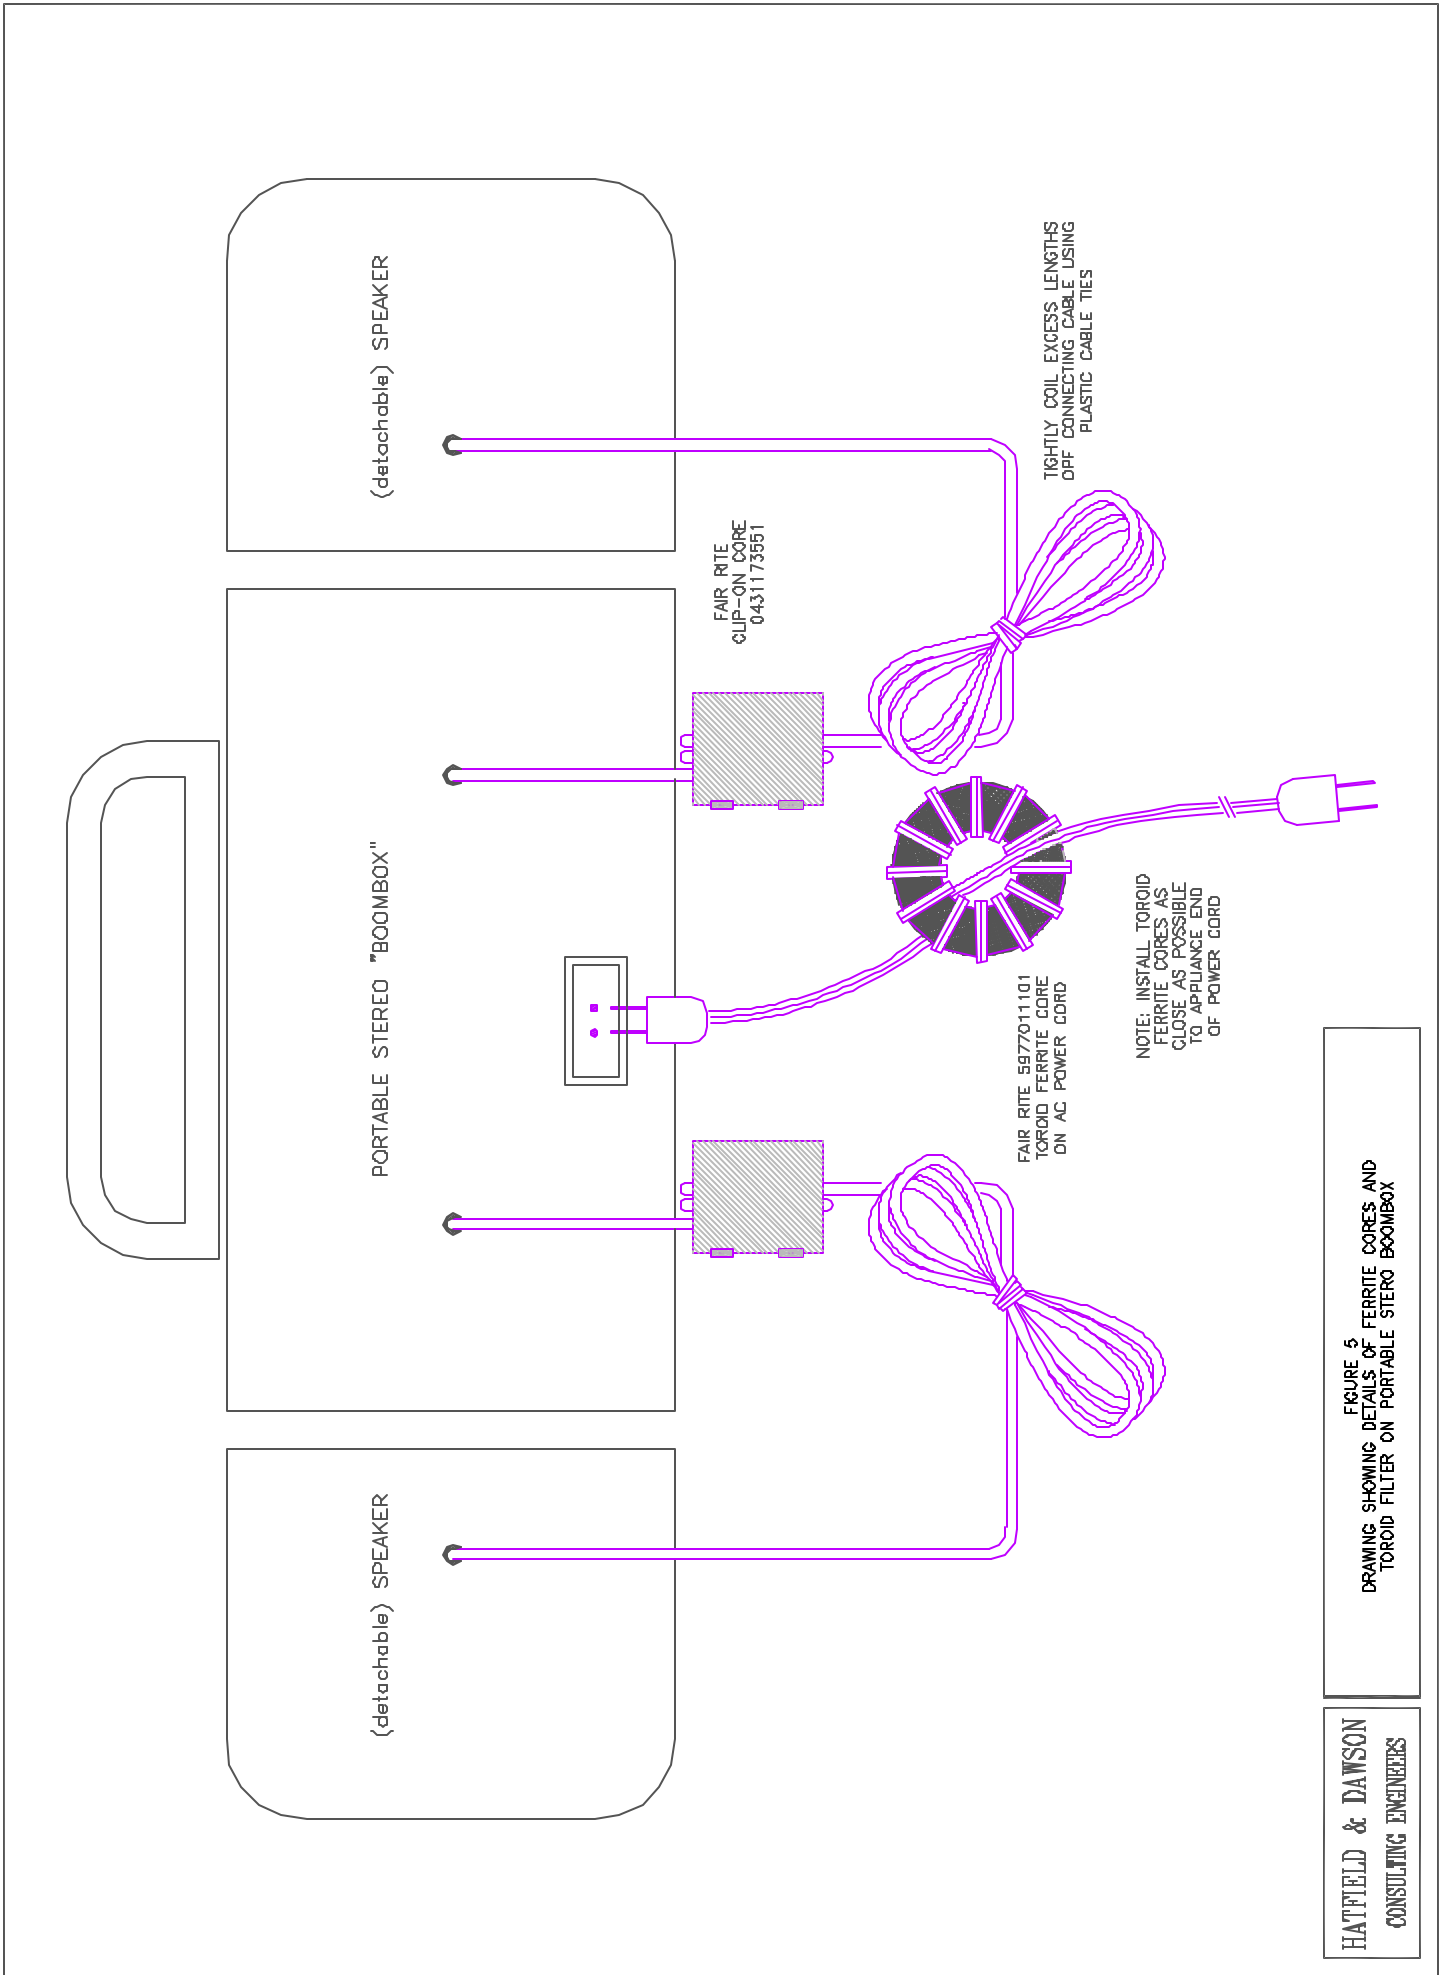 (detachable) SPEAKER
PORTABLE STEREO "BOOMBOX"
(detachable) SPEAKER
FAIR RITE
CLIP-ON CORE
0431173551
TIGHTLY COIL EXCESS LENGTHS
OPF CONNECTING CABLE USING
PLASTIC CABLE TIES
FAIR RITE 5977011101
TOROID FERRITE CORE
ON AC POWER CORD
NOTE: INSTALL TOROID
FERRITE CORES AS
CLOSE AS POSSIBLE
TO APPLIANCE END
OF POWER CORD
HATFIELD & DAWSON
CONSULTING ENGINEERS
FIGURE 5
DRAWING SHOWING DETAILS OF FERRITE CORES AND
TOROID FILTER ON PORTABLE STERO BOOMBOX